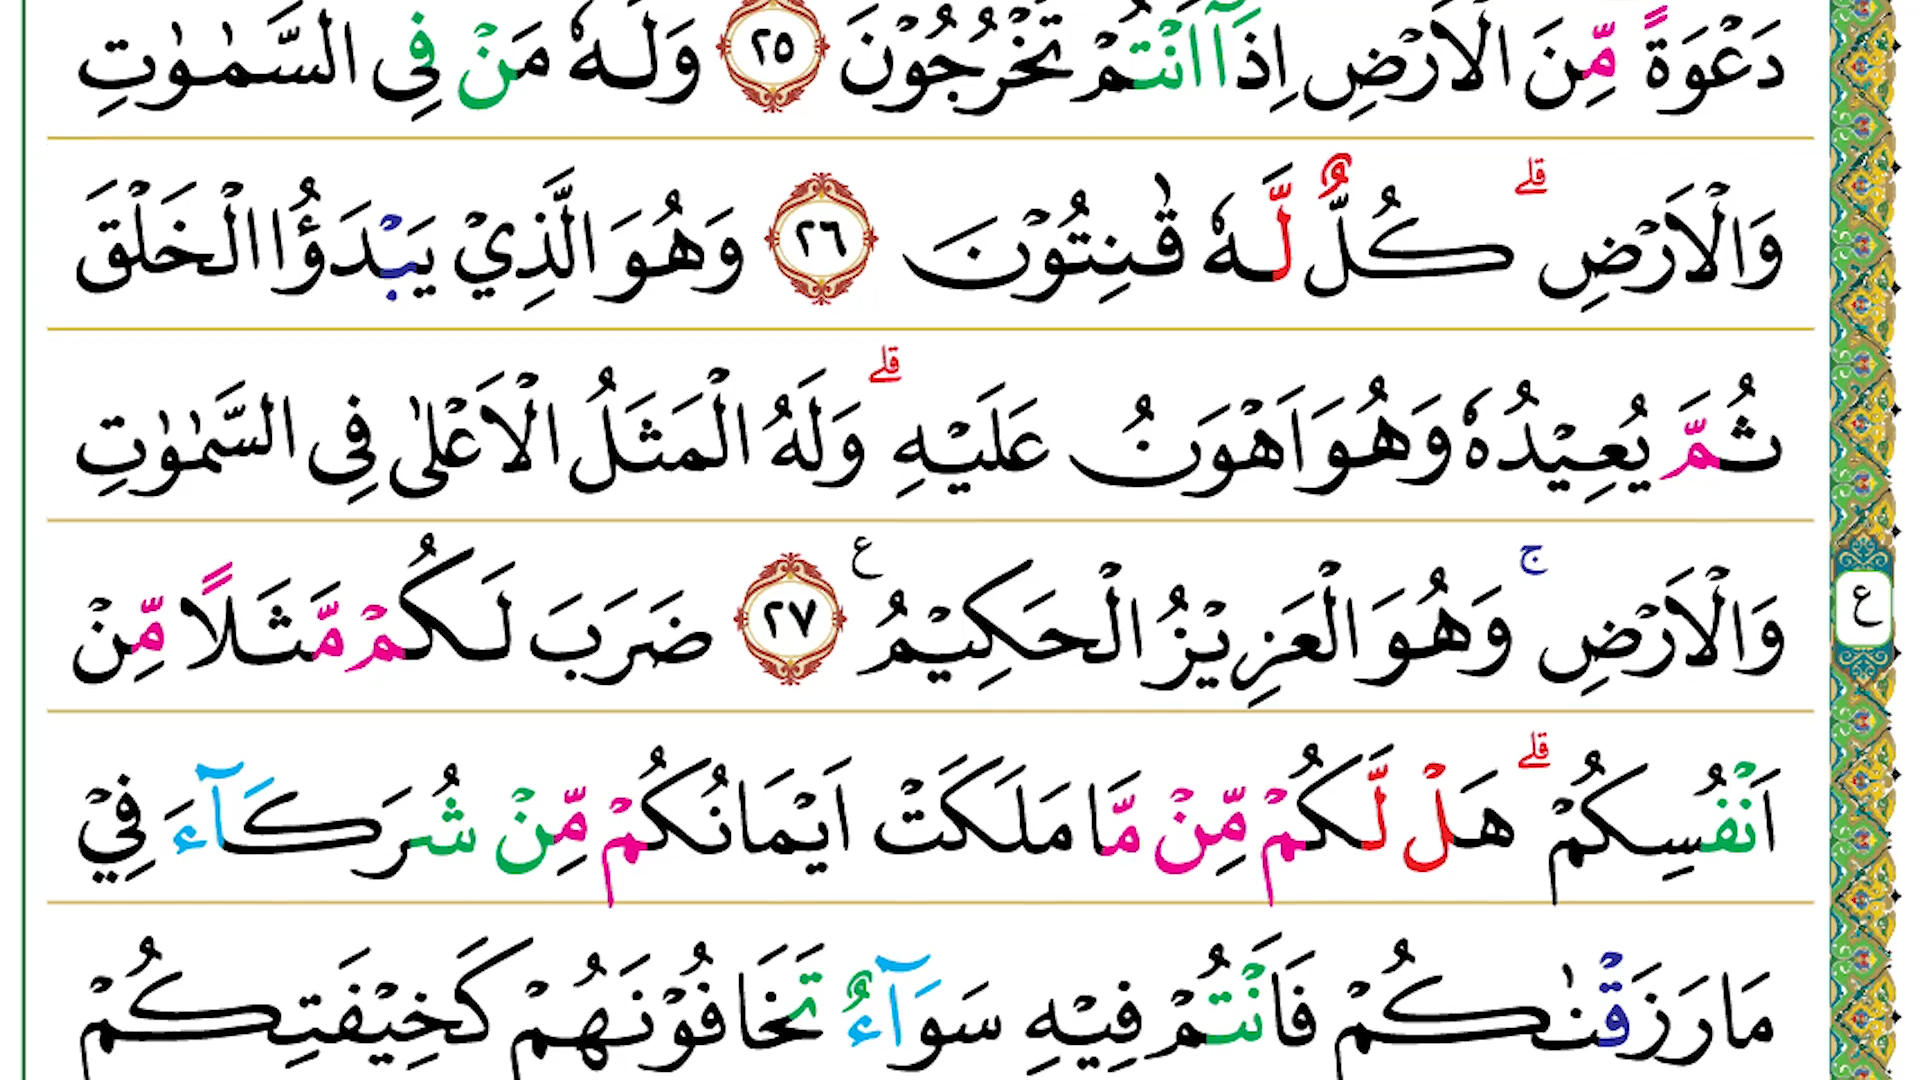 دَعْوَةً مِّنَ الْاَرْضِ اِذَآ اَنْتُمْ تَخْرُجُوْنَ ٢٥ وَلَهٗ مَنْ فِى السَّمٰوٰتِ
وَالْاَرْضِ ۗ كُلٌّ لَّهٗ قٰنِتُوْنَ ٢٦ وَهُوَ الَّذِيْ يَبْدَؤُا الْخَلْقَ
ثُمَّ يُعِيْدُهٗ وَهُوَ اَهْوَنُ عَلَيْهِ ۗ وَلَهُ الْمَثَلُ الْاَعْلٰى فِى السَّمٰوٰتِ
وَالْاَرْضِ ۚ وَهُوَ الْعَزِيْزُ الْحَكِيْمُ ع ٢٧ ضَرَبَ لَكُمْ مَّثَلًا مِّنْ
ع
اَنْفُسِكُمْ ۗ هَلْ لَّكُمْ مِّنْ مَّا مَلَكَتْ اَيْمَانُكُمْ مِّنْ شُرَكَآءَ فِيْ
مَا رَزَقْنٰكُمْ فَاَنْتُمْ فِيْهِ سَوَآءٌ تَخَافُوْنَهُمْ كَخِيْفَتِكُمْ